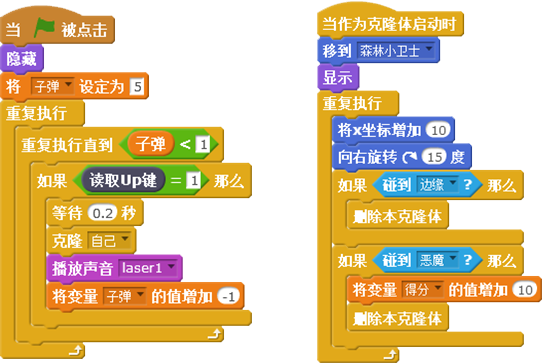 当 被点击
隐藏
将 子弹 设定为 5
重复执行
重复执行直到 子弹 < 1
如果 读取Up键 = 1 那么
等待 0.2 秒
克隆 自己
播放声音 laser1
将变量 子弹 的值增加 -1
当作为克隆体启动时
移到 森林小卫士
显示
重复执行
将x坐标增加 10
向右旋转 15 度
如果 碰到 边缘 ? 那么
删除本克隆体
如果 碰到 恶魔 ? 那么
将变量 得分 的值增加 10
删除本克隆体